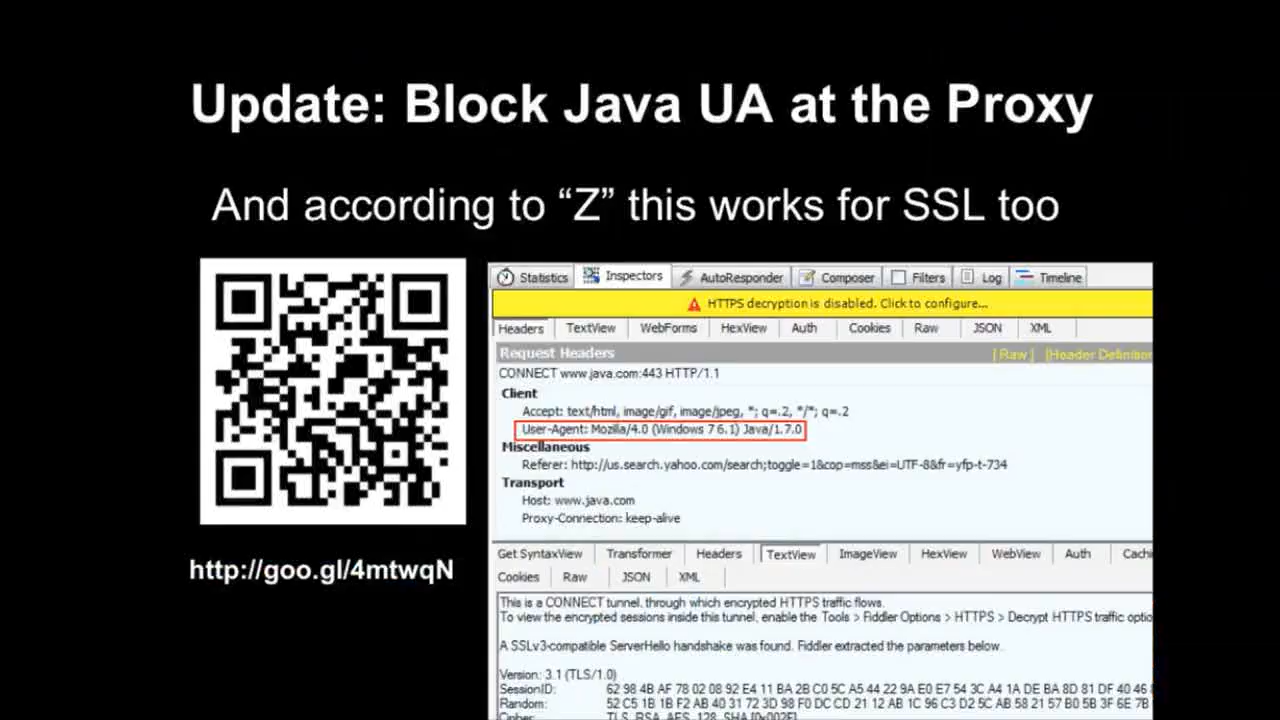 Update: Block Java UA at the Proxy
And according to “Z” this works for SSL too
http://goo.gl/4mtwqN
Statistics Inspectors AutoResponder Composer Filters Log Timeline
HTTPS decryption is disabled. Click to configure...
Headers TextView WebForms HexView Auth Cookies Raw JSON XML
Request Headers [ Raw ] [Header Definition
CONNECT www.java.com:443 HTTP/1.1
Client
Accept: text/html, image/gif, image/jpeg, *; q=.2, */*; q=.2
User-Agent: Mozilla/4.0 (Windows 7 6.1) Java/1.7.0
Miscellaneous
Referer: http://us.search.yahoo.com/search;toggle=1&cop=mss&ei=UTF-8&fr=yfp-t-734
Transport
Host: www.java.com
Proxy-Connection: keep-alive
Get SyntaxView Transformer Headers TextView ImageView HexView WebView Auth Cachi
Cookies Raw JSON XML
This is a CONNECT tunnel, through which encrypted HTTPS traffic flows.
To view the encrypted sessions inside this tunnel, enable the Tools > Fiddler Options > HTTPS > Decrypt HTTPS traffic optio
A SSLv3-compatible ServerHello handshake was found. Fiddler extracted the parameters below.
Version: 3.1 (TLS/1.0)
SessionID: 62 98 4B AF 78 02 08 92 E4 11 BA 2B C0 5C A5 44 22 9A E0 E7 54 3C A4 1A DE BA 8D 81 DF 40 46
Random: 52 C5 1B 1B F2 AB 40 31 72 3D 98 F0 DC CD 21 12 AB 1C 96 C3 D2 5C AB 58 21 57 B0 5B 3F 6E 7B
Cipher: TLS_RSA_AES_128_SHA [0x002F]